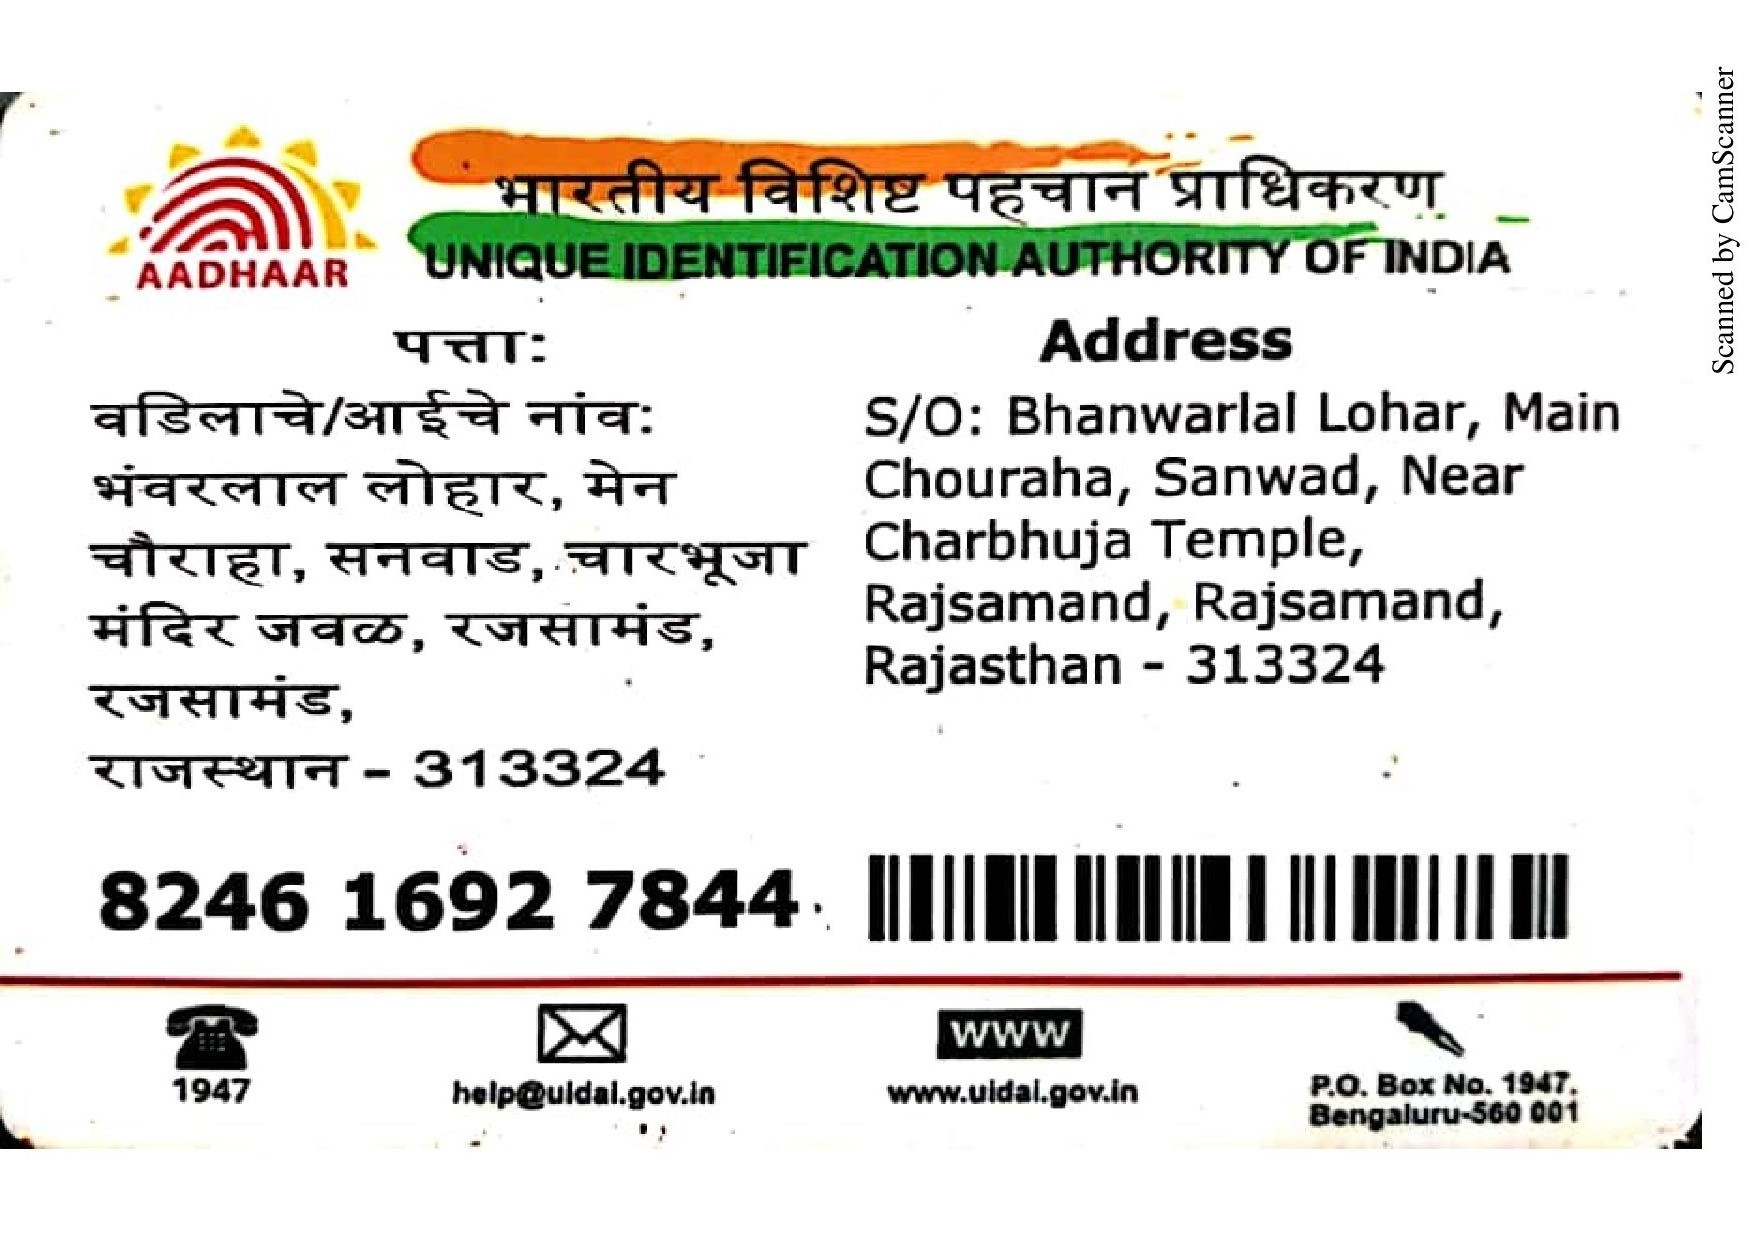 भारतीय विशिष्ट पहचान प्राधिकरण
UNIQUE IDENTIFICATION AUTHORITY OF INDIA
AADHAAR
पत्ता:
वडिलाचे/आईचे नांव:
भंवरलाल लोहार, मेन
चौराहा, सनवाड, चारभूजा
मंदिर जवळ, रजसामंड,
रजसामंड,
राजस्थान - 313324
Address
S/O: Bhanwarlal Lohar, Main
Chouraha, Sanwad, Near
Charbhuja Temple,
Rajsamand, Rajsamand,
Rajasthan - 313324
8246 1692 7844
1947
help@uidai.gov.in
WWW
www.uidai.gov.in
P.O. Box No. 1947.
Bengaluru-560 001
Scanned by CamScanner